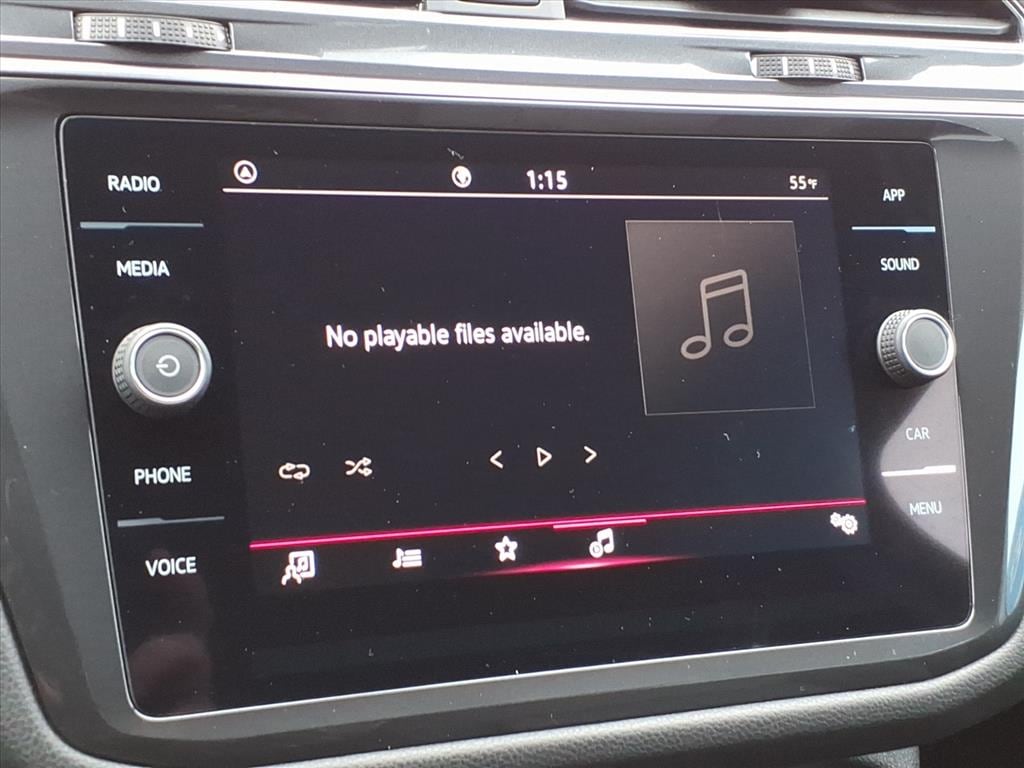 RADIO
MEDIA
PHONE
VOICE
1:15
55°F
No playable files available.
APP
SOUND
CAR
MENU